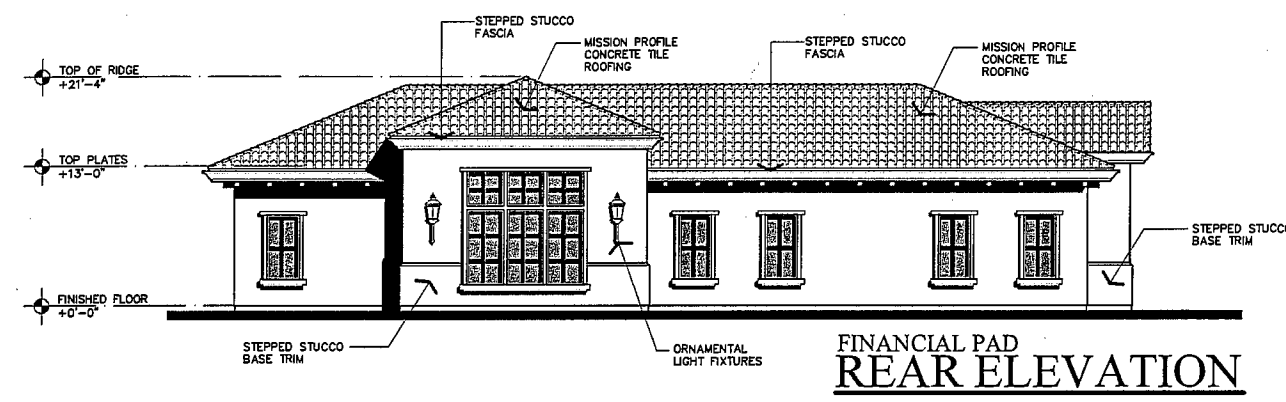 STEPPED STUCCO
FASCIA
MISSION PROFILE
CONCRETE TILE
ROOFING
STEPPED STUCCO
FASCIA
MISSION PROFILE
CONCRETE TILE
ROOFING
TOP OF RIDGE
+21'-4"
TOP PLATES
+13'-0"
STEPPED STUCCO
BASE TRIM
FINISHED FLOOR
+0'-0"
STEPPED STUCCO
BASE TRIM
ORNAMENTAL
LIGHT FIXTURES
FINANCIAL PAD
REAR ELEVATION